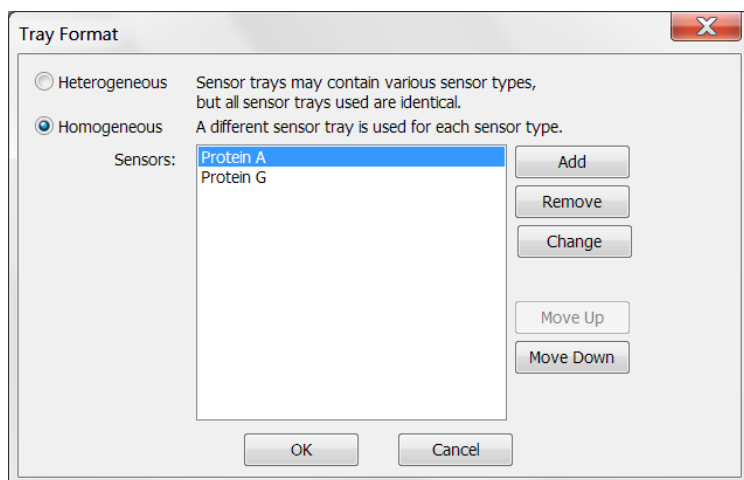 Tray Format
Heterogeneous
Sensor trays may contain various sensor types,
but all sensor trays used are identical.
Homogeneous
A different sensor tray is used for each sensor type.
Sensors:
Protein A
Protein G
Add
Remove
Change
Move Up
Move Down
OK
Cancel